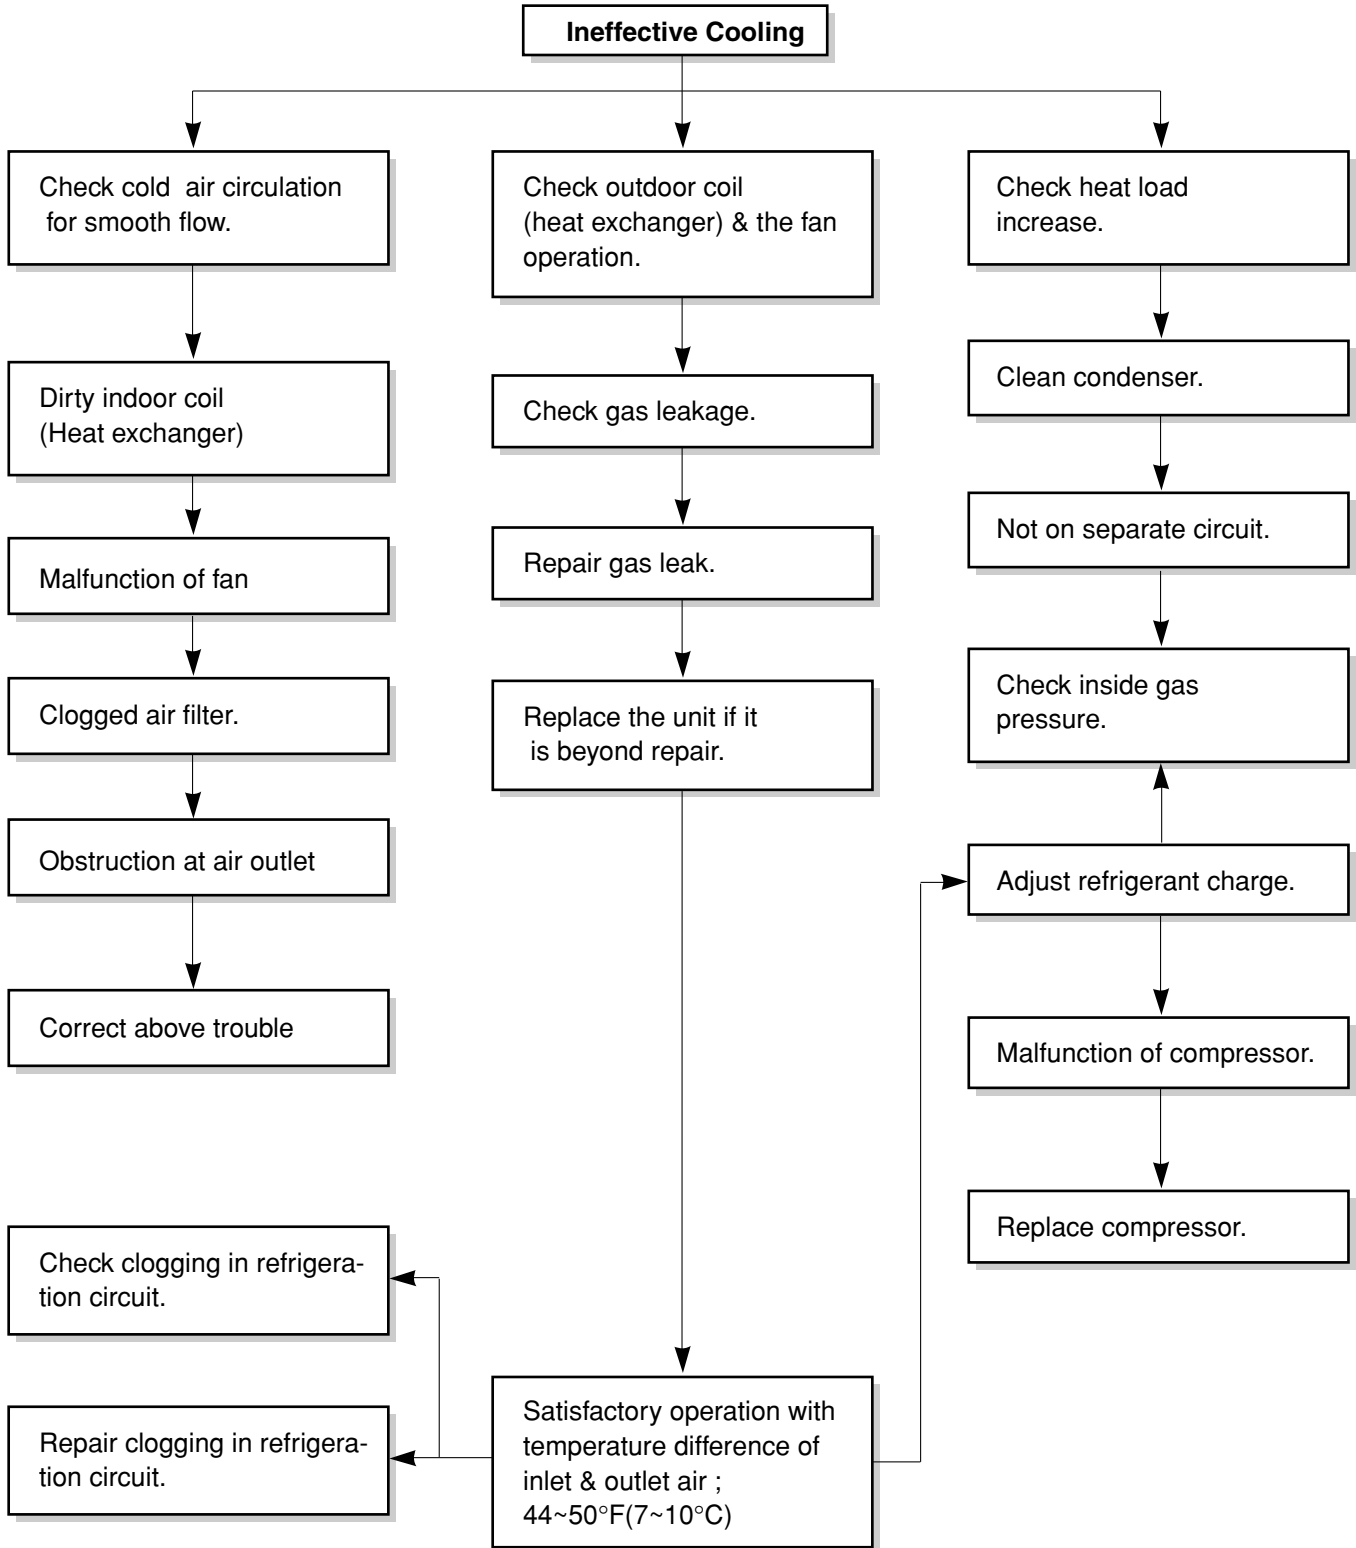 Ineffective Cooling
Check cold air circulation
for smooth flow.
Dirty indoor coil
(Heat exchanger)
Malfunction of fan
Clogged air filter.
Obstruction at air outlet
Correct above trouble
Check outdoor coil
(heat exchanger) & the fan
operation.
Check gas leakage.
Repair gas leak.
Replace the unit if it
is beyond repair.
Check heat load
increase.
Clean condenser.
Not on separate circuit.
Check inside gas
pressure.
Adjust refrigerant charge.
Malfunction of compressor.
Replace compressor.
Check clogging in refrigera-
tion circuit.
Repair clogging in refrigera-
tion circuit.
Satisfactory operation with
temperature difference of
inlet & outlet air ;
44~50°F(7~10°C)